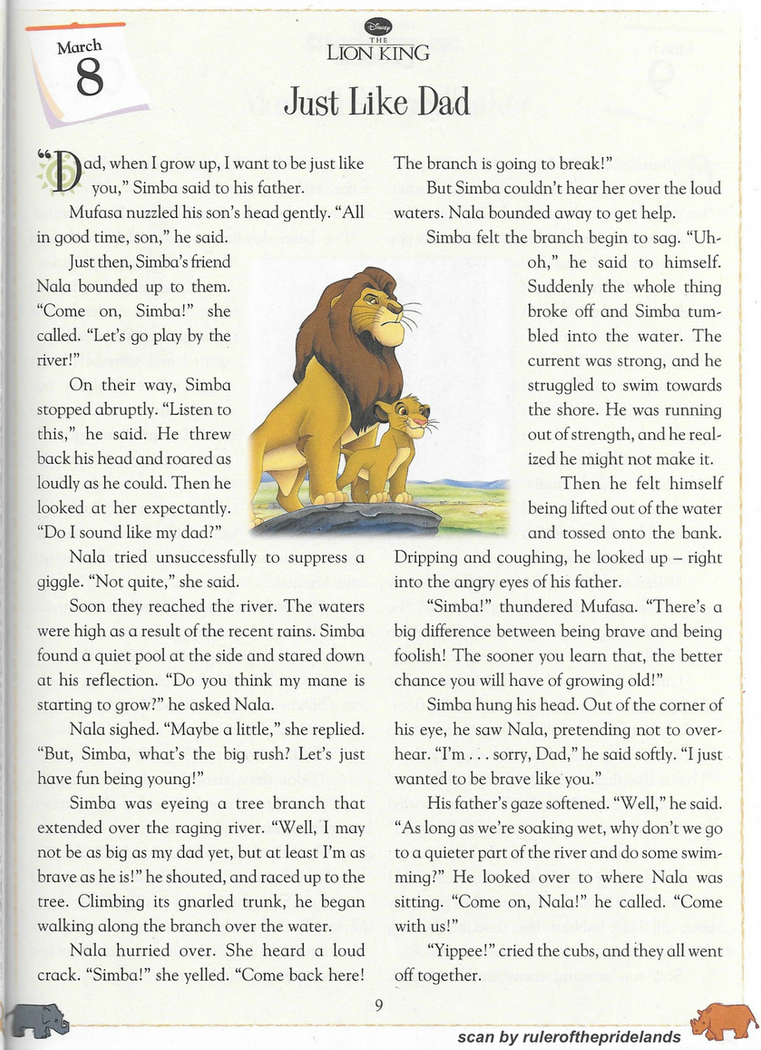 March
8
Disney
THE
LION KING
Just Like Dad
“Dad, when I grow up, I want to be just like
you,” Simba said to his father.
Mufasa nuzzled his son’s head gently. “All
in good time, son,” he said.
Just then, Simba’s friend
Nala bounded up to them.
“Come on, Simba!” she
called. “Let’s go play by the
river!”
On their way, Simba
stopped abruptly. “Listen to
this,” he said. He threw
back his head and roared as
loudly as he could. Then he
looked at her expectantly.
“Do I sound like my dad?”
Nala tried unsuccessfully to suppress a
giggle. “Not quite,” she said.
Soon they reached the river. The waters
were high as a result of the recent rains. Simba
found a quiet pool at the side and stared down
at his reflection. “Do you think my mane is
starting to grow?” he asked Nala.
Nala sighed. “Maybe a little,” she replied.
“But, Simba, what’s the big rush? Let’s just
have fun being young!”
Simba was eyeing a tree branch that
extended over the raging river. “Well, I may
not be as big as my dad yet, but at least I’m as
brave as he is!” he shouted, and raced up to the
tree. Climbing its gnarled trunk, he began
walking along the branch over the water.
Nala hurried over. She heard a loud
crack. “Simba!” she yelled. “Come back here!
The branch is going to break!”
But Simba couldn’t hear her over the loud
waters. Nala bounded away to get help.
Simba felt the branch begin to sag. “Uh-
oh,” he said to himself.
Suddenly the whole thing
broke off and Simba tum-
bled into the water. The
current was strong, and he
struggled to swim towards
the shore. He was running
out of strength, and he real-
ized he might not make it.
Then he felt himself
being lifted out of the water
and tossed onto the bank.
Dripping and coughing, he looked up – right
into the angry eyes of his father.
“Simba!” thundered Mufasa. “There’s a
big difference between being brave and being
foolish! The sooner you learn that, the better
chance you will have of growing old!”
Simba hung his head. Out of the corner of
his eye, he saw Nala, pretending not to over-
hear. “I’m . . . sorry, Dad,” he said softly. “I just
wanted to be brave like you.”
His father’s gaze softened. “Well,” he said.
“As long as we’re soaking wet, why don’t we go
to a quieter part of the river and do some swim-
ming?” He looked over to where Nala was
sitting. “Come on, Nala!” he called. “Come
with us!”
“Yippee!” cried the cubs, and they all went
off together.
9
scan by ruleroftheprideland​s